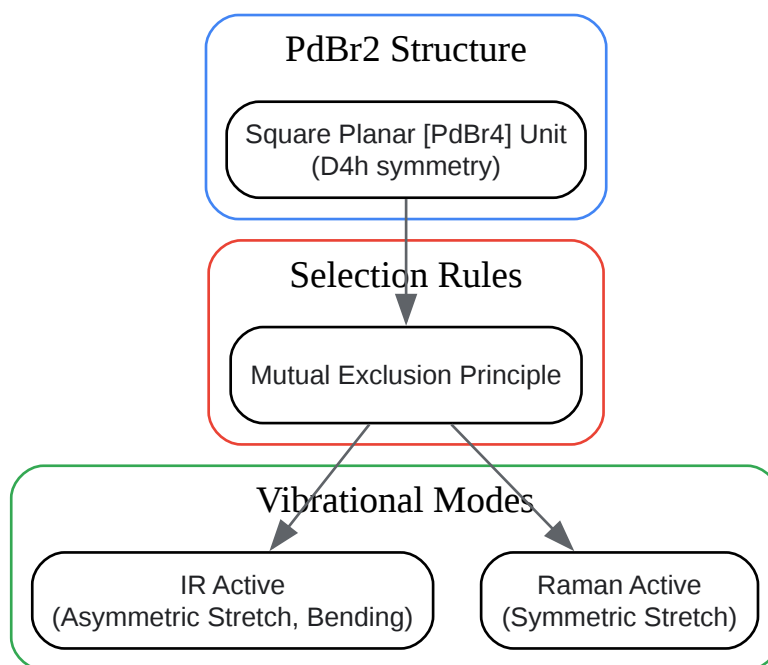 PdBr2 Structure
Square Planar [PdBr4] Unit
(D4h symmetry)
Selection Rules
Mutual Exclusion Principle
Vibrational Modes
IR Active
(Asymmetric Stretch, Bending)
Raman Active
(Symmetric Stretch)